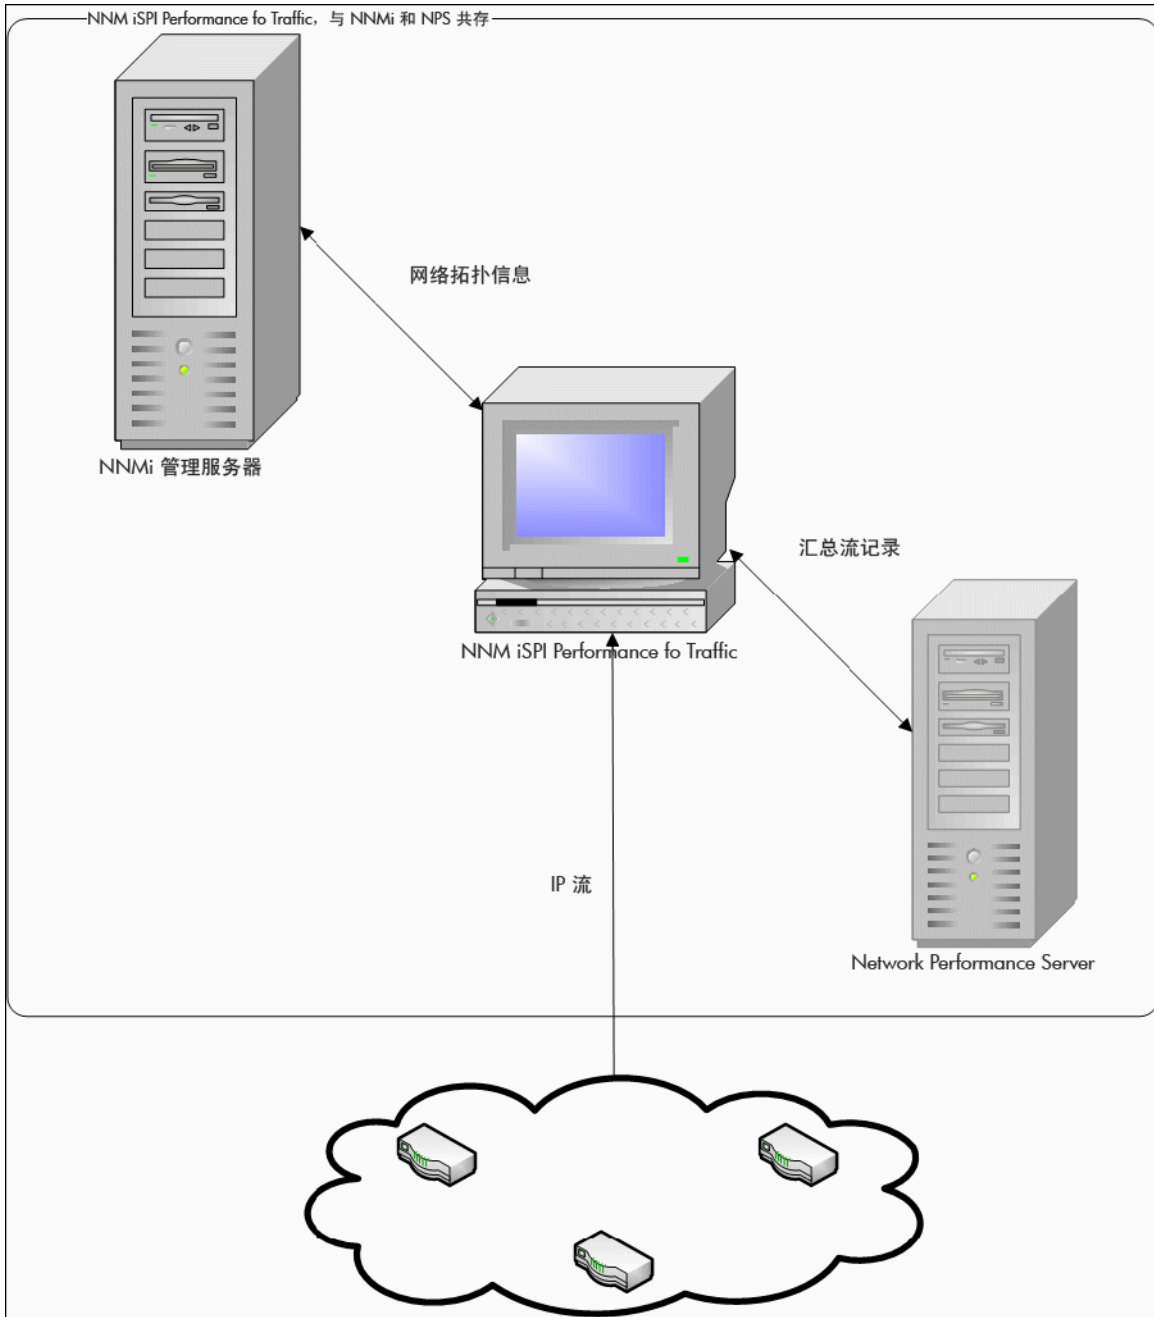 NNM iSPI Performance fo Traffic，与 NNMi 和 NPS 共存
网络拓扑信息
NNMi 管理服务器
汇总流记录
NNM iSPI Performance fo Traffic
IP 流
Network Performance Server